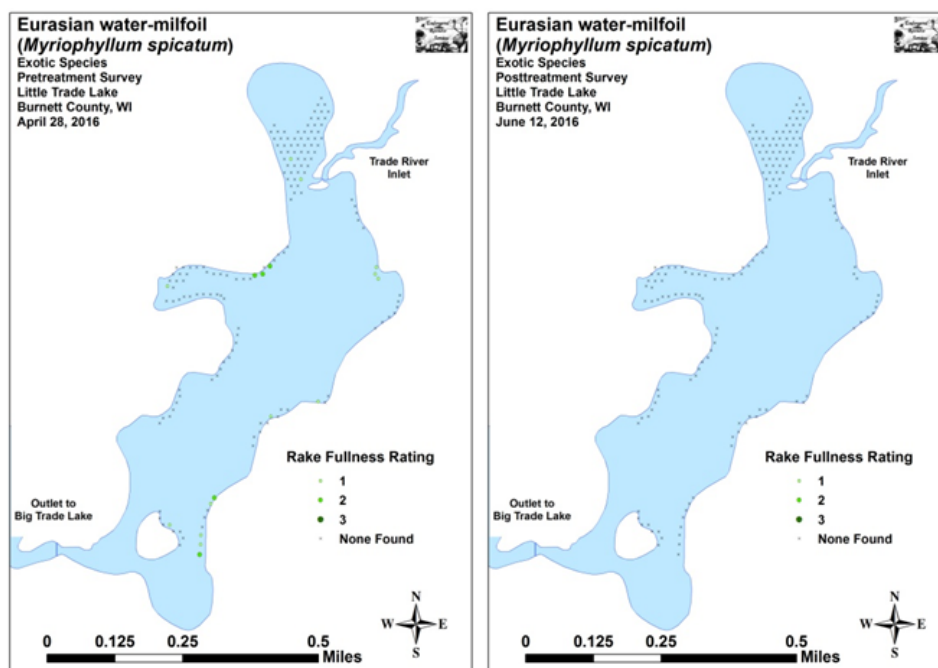 Eurasian water-milfoil
(Myriophyllum spicatum)
Exotic Species
Pretreatment Survey
Little Trade Lake
Burnett County, WI
April 28, 2016
Trade River
Inlet
Rake Fullness Rating
1
2
3
None Found
Outlet to
Big Trade Lake
N
W E
S
0 0.125 0.25 0.5
Miles
Eurasian water-milfoil
(Myriophyllum spicatum)
Exotic Species
Posttreatment Survey
Little Trade Lake
Burnett County, WI
June 12, 2016
Trade River
Inlet
Rake Fullness Rating
1
2
3
None Found
Outlet to
Big Trade Lake
N
W E
S
0 0.125 0.25 0.5
Miles